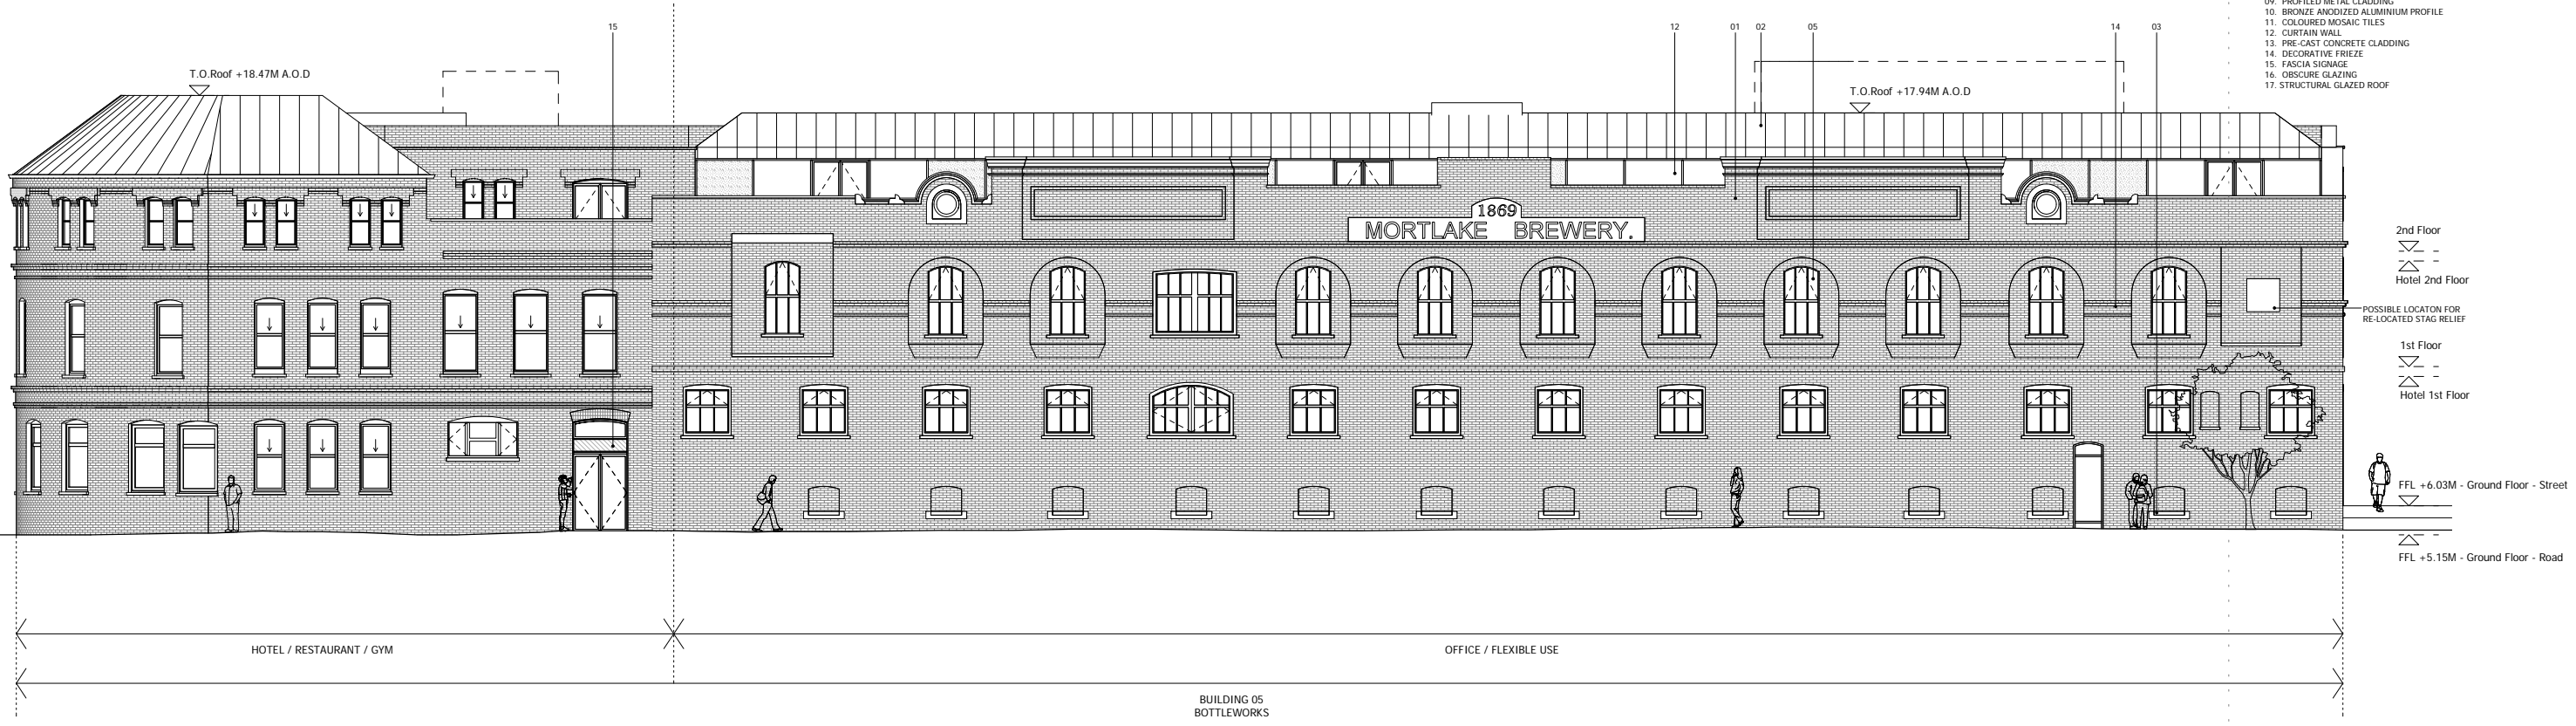 09. PROFILED METAL CLADDING
10. BRONZE ANODIZED ALUMINIUM PROFILE
11. COLOURED MOSAIC TILES
12. CURTAIN WALL
13. PRE-CAST CONCRETE CLADDING
14. DECORATIVE FRIEZE
15. FASCIA SIGNAGE
16. OBSCURE GLAZING
17. STRUCTURAL GLAZED ROOF
15
12
01
02
05
14
03
T.O.Roof +18.47M A.O.D
T.O.Roof +17.94M A.O.D
1869
MORTLAKE BREWERY.
2nd Floor
Hotel 2nd Floor
POSSIBLE LOCATON FOR
RE-LOCATED STAG RELIEF
1st Floor
Hotel 1st Floor
FFL +6.03M - Ground Floor - Street
FFL +5.15M - Ground Floor - Road
HOTEL / RESTAURANT / GYM
OFFICE / FLEXIBLE USE
BUILDING 05
BOTTLEWORKS